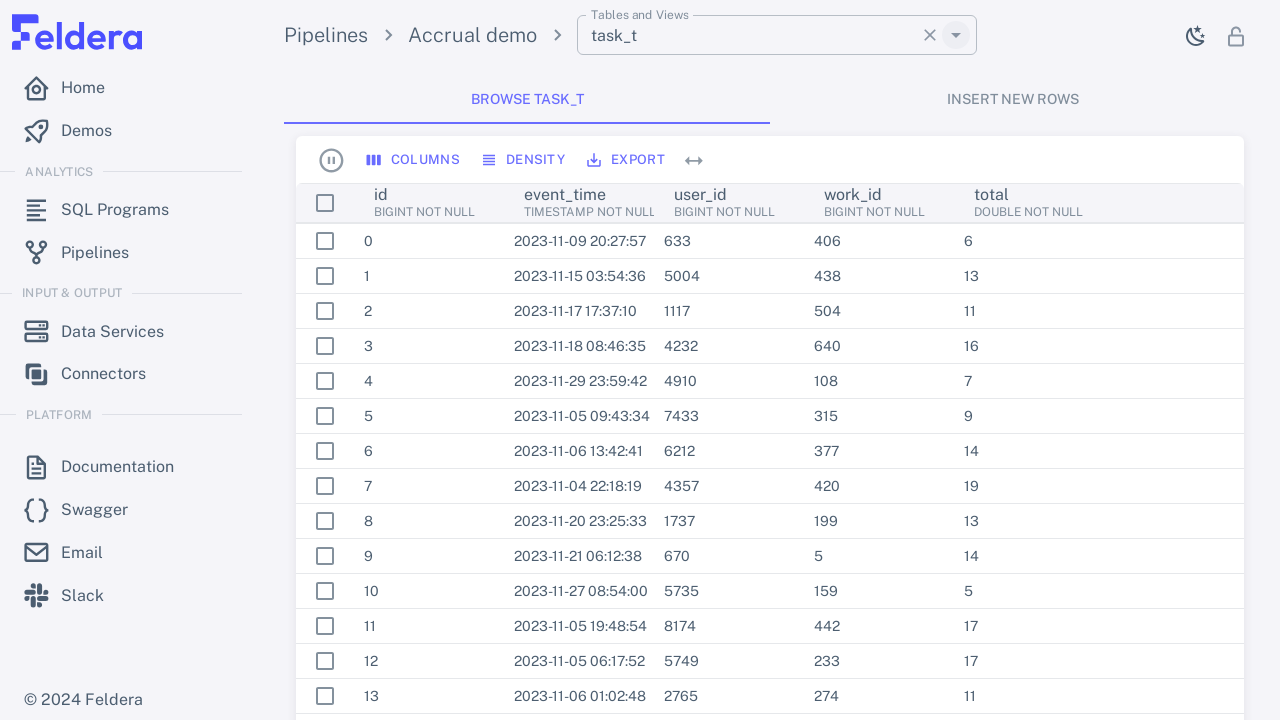 Feldera
Home
Demos
ANALYTICS
SQL Programs
Pipelines
INPUT & OUTPUT
Data Services
Connectors
PLATFORM
Documentation
Swagger
Email
Slack
© 2024 Feldera
Pipelines > Accrual demo >
Tables and Views
task_t
BROWSE TASK_T INSERT NEW ROWS
COLUMNS DENSITY EXPORT
id event_time user_id work_id total
BIGINT NOT NULL TIMESTAMP NOT NULL BIGINT NOT NULL BIGINT NOT NULL DOUBLE NOT NULL
0 2023-11-09 20:27:57 633 406 6
1 2023-11-15 03:54:36 5004 438 13
2 2023-11-17 17:37:10 1117 504 11
3 2023-11-18 08:46:35 4232 640 16
4 2023-11-29 23:59:42 4910 108 7
5 2023-11-05 09:43:34 7433 315 9
6 2023-11-06 13:42:41 6212 377 14
7 2023-11-04 22:18:19 4357 420 19
8 2023-11-20 23:25:33 1737 199 13
9 2023-11-21 06:12:38 670 5 14
10 2023-11-27 08:54:00 5735 159 5
11 2023-11-05 19:48:54 8174 442 17
12 2023-11-05 06:17:52 5749 233 17
13 2023-11-06 01:02:48 2765 274 11